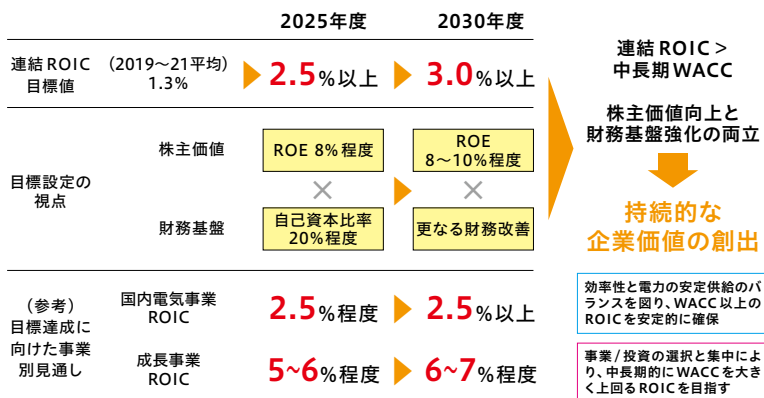 2025年度
2030年度
連結ROIC
目標値
(2019～21平均)
1.3%
2.5%以上
3.0%以上
目標設定の
視点
株主価値
ROE 8%程度
ROE
8～10%程度
×
×
財務基盤
自己資本比率
20%程度
更なる財務改善
(参考)
目標達成に
向けた事業
別見通し
国内電気事業
ROIC
2.5%程度
2.5%以上
成長事業
ROIC
5~6%程度
6~7%程度
連結ROIC＞
中長期WACC
株主価値向上と
財務基盤強化の両立
持続的な
企業価値の創出
効率性と電力の安定供給のバ
ランスを図り、WACC以上の
ROICを安定的に確保
事業/投資の選択と集中によ
り、中長期的にWACCを大き
く上回るROICを目指す